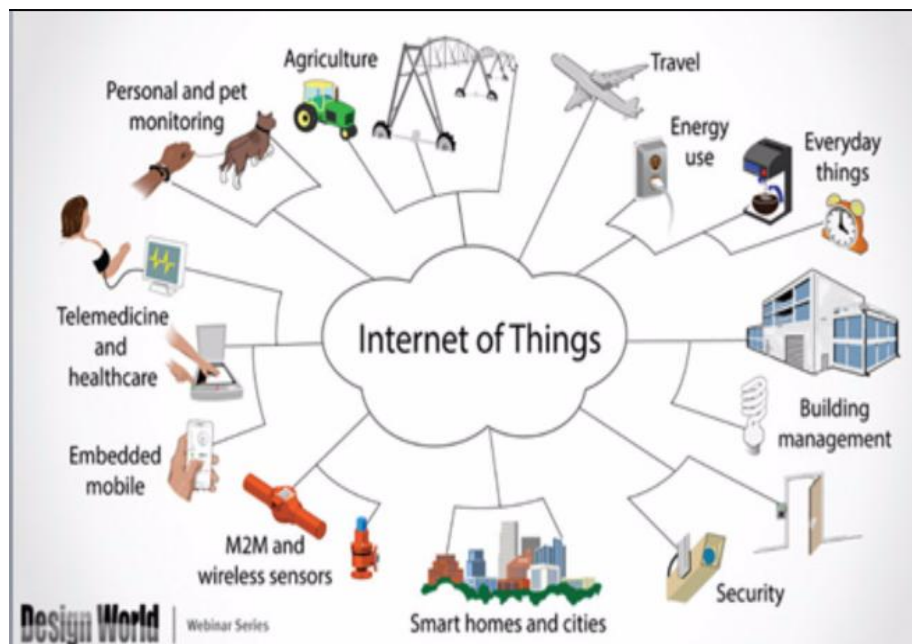 Agriculture
Travel
Personal and pet
monitoring
Energy
use
Everyday
things
Internet of Things
Telemedicine
and
healthcare
Building
management
Embedded
mobile
M2M and
wireless sensors
Security
Smart homes and cities
Design World
Webinar Series